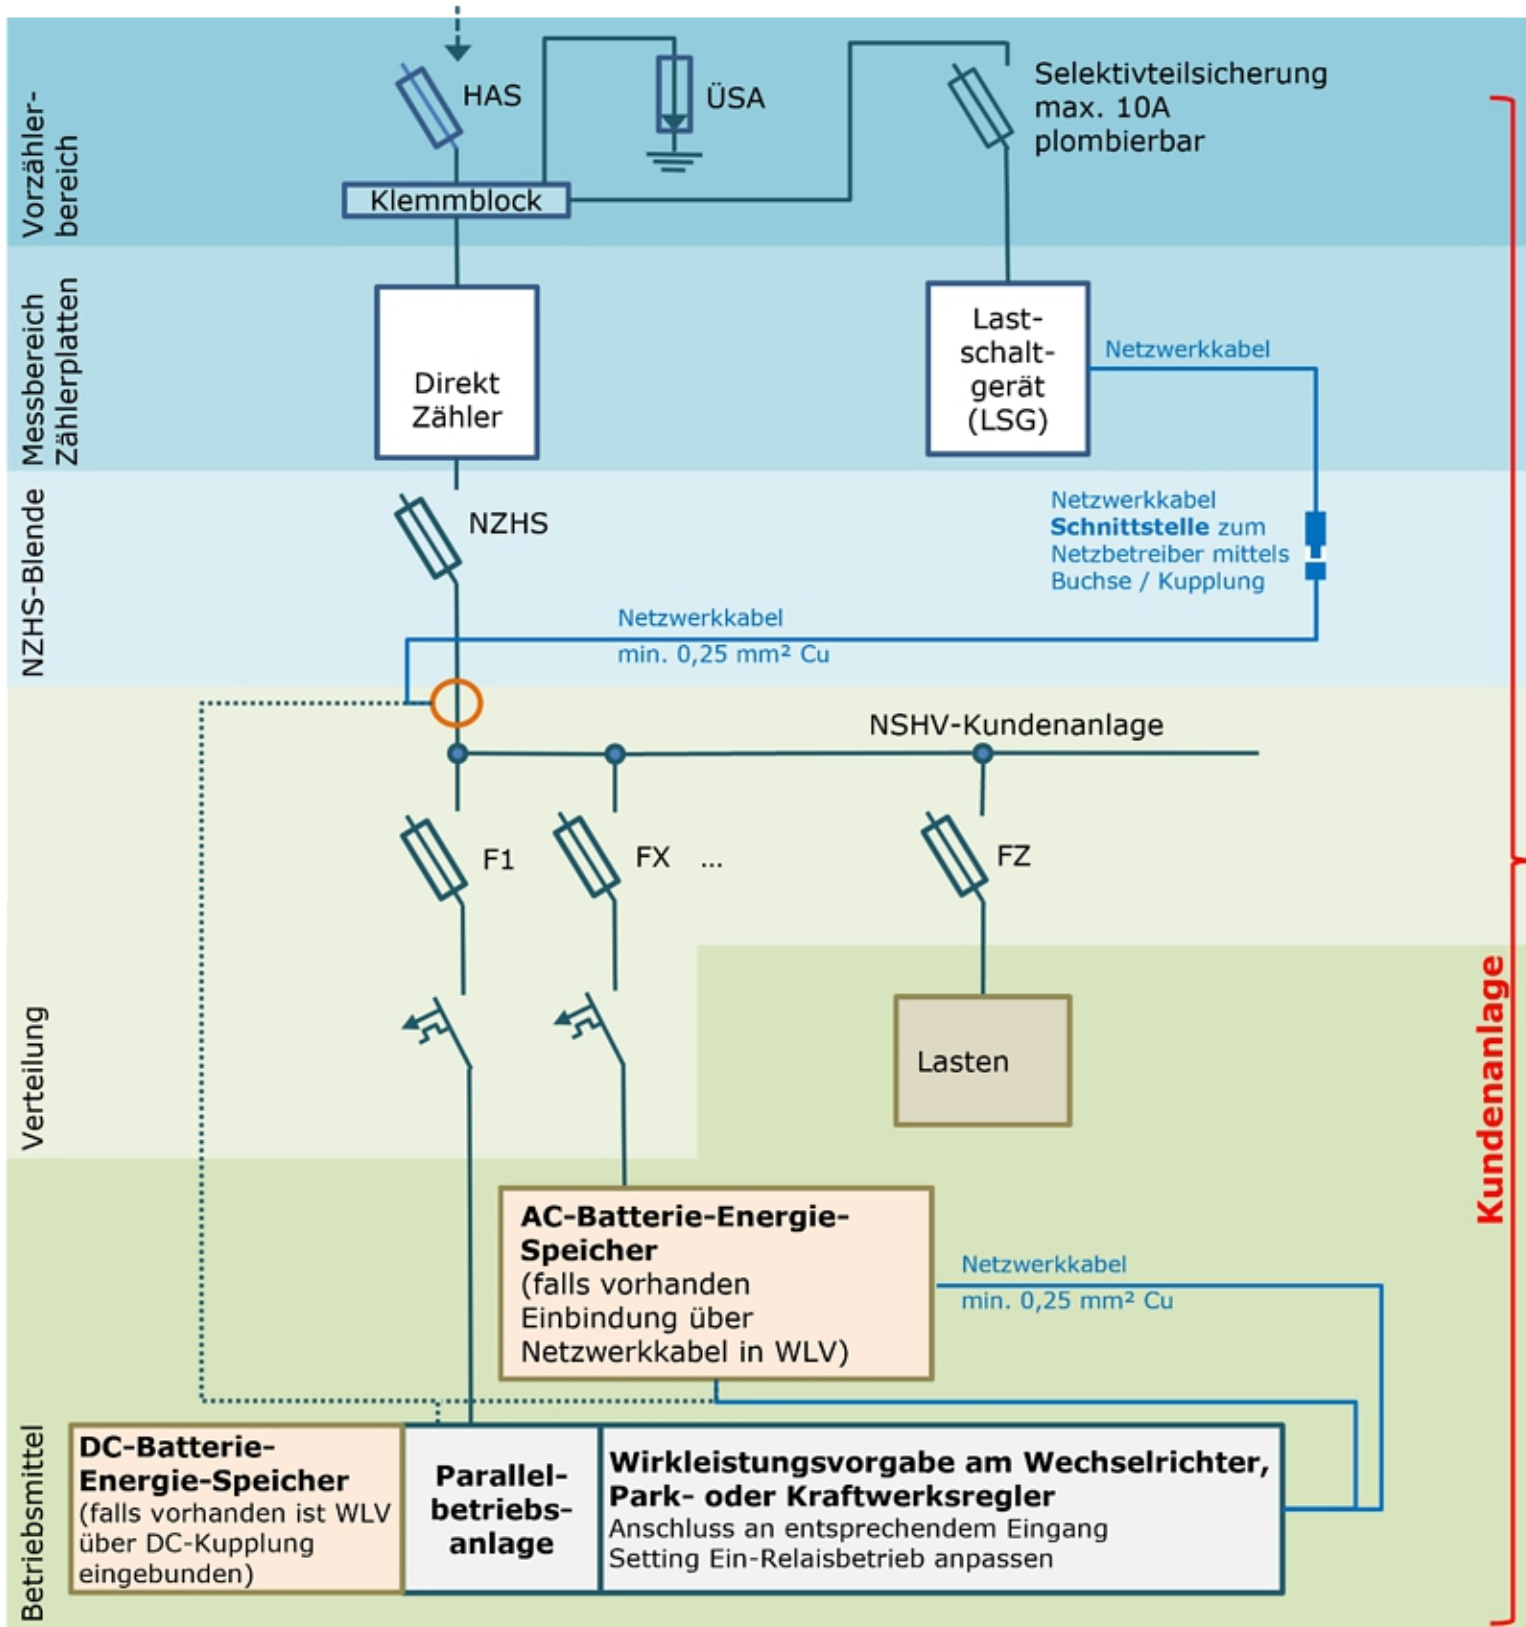 Vorzähler-
bereich
HAS
ÜSA
Selektivteilsicherung
max. 10A
plombierbar
Klemmblock
Messbereich
Zählerplatten
Direkt
Zähler
Last-
schalt-
gerät
(LSG)
Netzwerkkabel
NZHS-Blende
NZHS
Netzwerkkabel
Schnittstelle zum
Netzbetreiber mittels
Buchse / Kupplung
Netzwerkkabel
min. 0,25 mm² Cu
NSHV-Kundenanlage
F1
FX ...
FZ
Verteilung
Lasten
Kundenanlage
AC-Batterie-Energie-
Speicher
(falls vorhanden
Einbindung über
Netzwerkkabel in WLV)
Netzwerkkabel
min. 0,25 mm² Cu
Betriebsmittel
DC-Batterie-
Energie-Speicher
(falls vorhanden ist WLV
über DC-Kupplung
eingebunden)
Parallel-
betriebs-
anlage
Wirkleistungsvorgabe am Wechselrichter,
Park- oder Kraftwerksregler
Anschluss an entsprechendem Eingang
Setting Ein-Relaisbetrieb anpassen